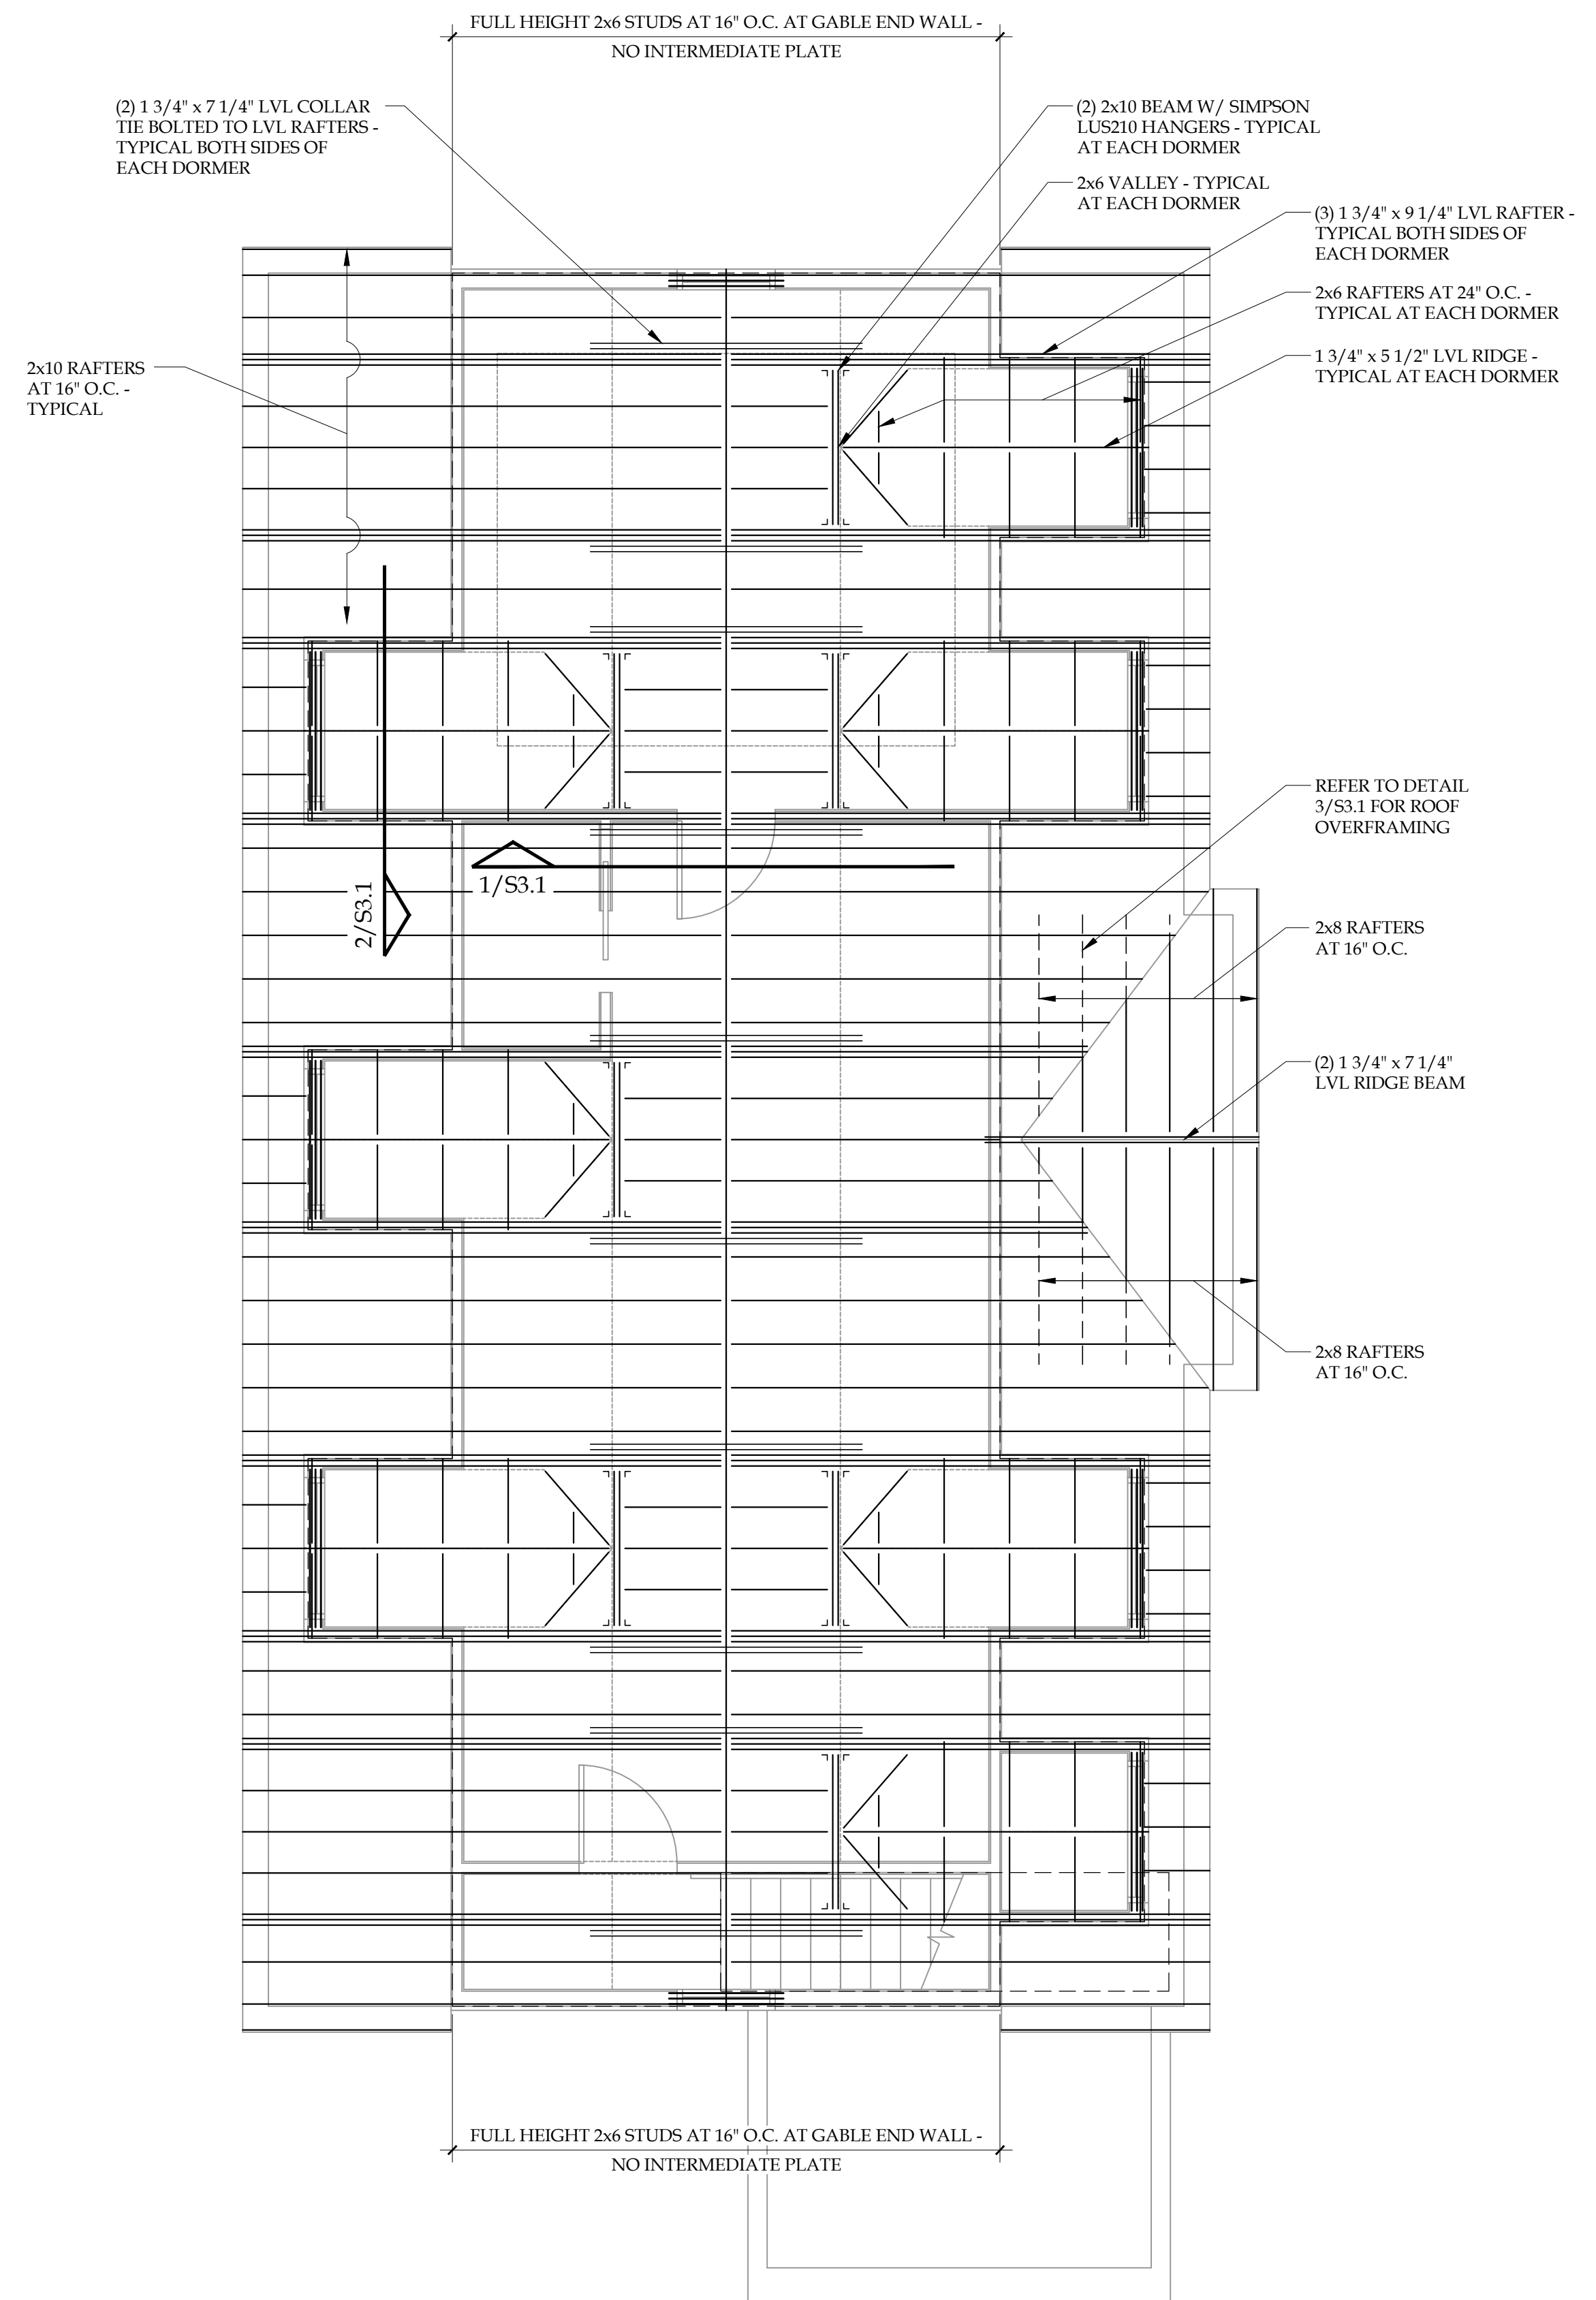 FULL HEIGHT 2x6 STUDS AT 16" O.C. AT GABLE END WALL -
NO INTERMEDIATE PLATE
(2) 1 3/4" x 7 1/4" LVL COLLAR
TIE BOLTED TO LVL RAFTERS -
TYPICAL BOTH SIDES OF
EACH DORMER
(2) 2x10 BEAM W/ SIMPSON
LUS210 HANGERS - TYPICAL
AT EACH DORMER
2x6 VALLEY - TYPICAL
AT EACH DORMER
(3) 1 3/4" x 9 1/4" LVL RAFTER -
TYPICAL BOTH SIDES OF
EACH DORMER
2x6 RAFTERS AT 24" O.C. -
TYPICAL AT EACH DORMER
1 3/4" x 5 1/2" LVL RIDGE -
TYPICAL AT EACH DORMER
2x10 RAFTERS
AT 16" O.C. -
TYPICAL
REFER TO DETAIL
3/S3.1 FOR ROOF
OVERFRAMING
1/S3.1
2/S3.1
2x8 RAFTERS
AT 16" O.C.
(2) 1 3/4" x 7 1/4"
LVL RIDGE BEAM
2x8 RAFTERS
AT 16" O.C.
FULL HEIGHT 2x6 STUDS AT 16" O.C. AT GABLE END WALL -
NO INTERMEDIATE PLATE